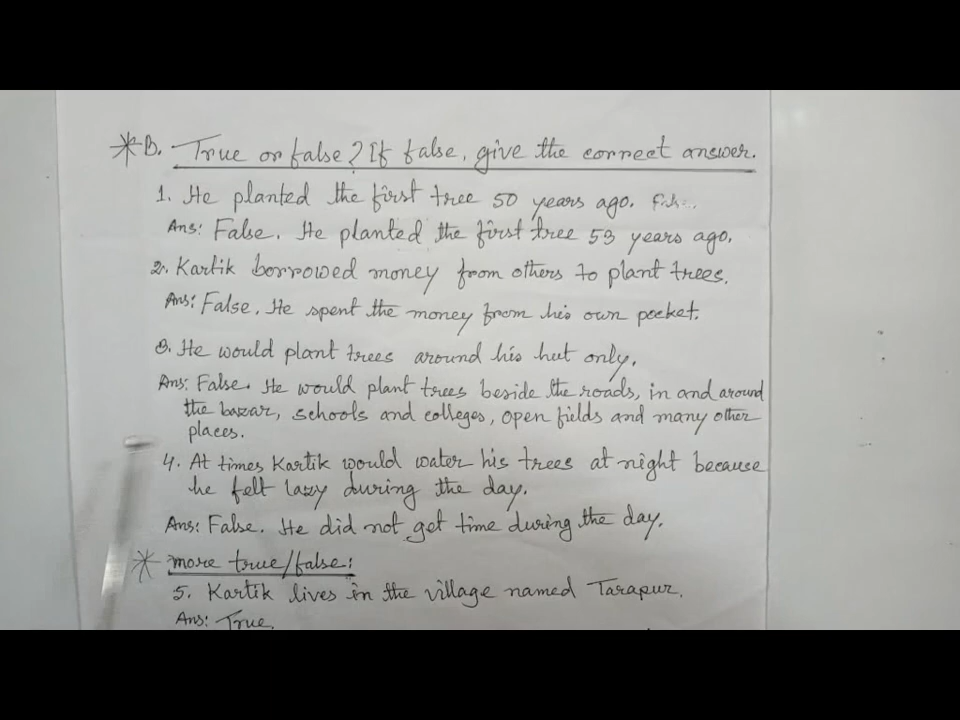 *B. True or false? If false, give the correct answer.
1. He planted the first tree 50 years ago.
Ans: False. He planted the first tree 53 years ago.
2. Kartik borrowed money from others to plant trees.
Ans: False. He spent the money from his own pocket.
3. He would plant trees around his hut only.
Ans: False. He would plant trees beside the roads, in and around
the bazar, schools and colleges, open fields and many other
places.
4. At times Kartik would water his trees at night because
he felt lazy during the day.
Ans: False. He did not get time during the day.
* more true/false:
5. Kartik lives in the village named Tarapur.
Ans: True.